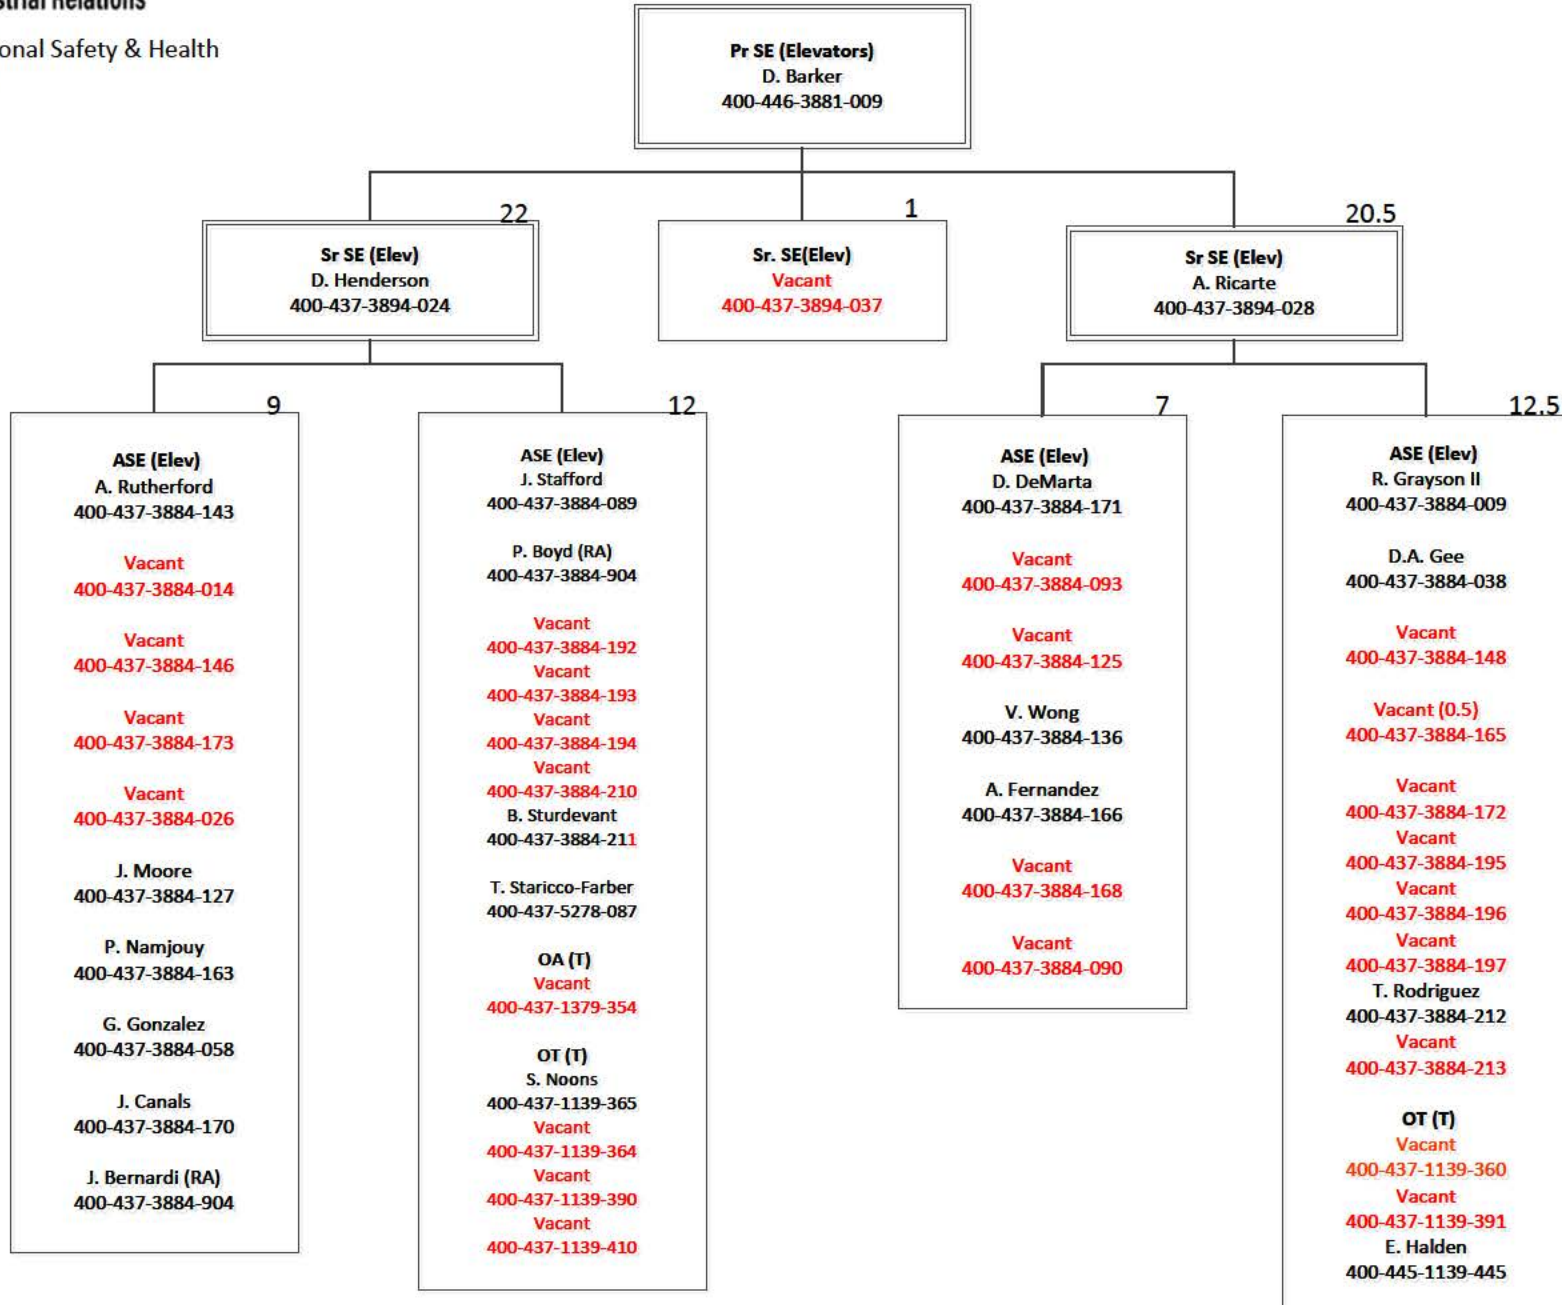 onal Safety & Health
Pr SE (Elevators)
D. Barker
400-446-3881-009
22
Sr SE (Elev)
D. Henderson
400-437-3894-024
1
Sr. SE(Elev)
Vacant
400-437-3894-037
20.5
Sr SE (Elev)
A. Ricarte
400-437-3894-028
9
ASE (Elev)
A. Rutherford
400-437-3884-143
Vacant
400-437-3884-014
Vacant
400-437-3884-146
Vacant
400-437-3884-173
Vacant
400-437-3884-026
J. Moore
400-437-3884-127
P. Namjouy
400-437-3884-163
G. Gonzalez
400-437-3884-058
J. Canals
400-437-3884-170
J. Bernardi (RA)
400-437-3884-904
12
ASE (Elev)
J. Stafford
400-437-3884-089
P. Boyd (RA)
400-437-3884-904
Vacant
400-437-3884-192
Vacant
400-437-3884-193
Vacant
400-437-3884-194
Vacant
400-437-3884-210
B. Sturdevant
400-437-3884-211
T. Staricco-Farber
400-437-5278-087
OA (T)
Vacant
400-437-1379-354
OT (T)
S. Noons
400-437-1139-365
Vacant
400-437-1139-364
Vacant
400-437-1139-390
Vacant
400-437-1139-410
7
ASE (Elev)
D. DeMarta
400-437-3884-171
Vacant
400-437-3884-093
Vacant
400-437-3884-125
V. Wong
400-437-3884-136
A. Fernandez
400-437-3884-166
Vacant
400-437-3884-168
Vacant
400-437-3884-090
12.5
ASE (Elev)
R. Grayson II
400-437-3884-009
D.A. Gee
400-437-3884-038
Vacant
400-437-3884-148
Vacant (0.5)
400-437-3884-165
Vacant
400-437-3884-172
Vacant
400-437-3884-195
Vacant
400-437-3884-196
Vacant
400-437-3884-197
T. Rodriguez
400-437-3884-212
Vacant
400-437-3884-213
OT (T)
Vacant
400-437-1139-360
Vacant
400-437-1139-391
E. Halden
400-445-1139-445